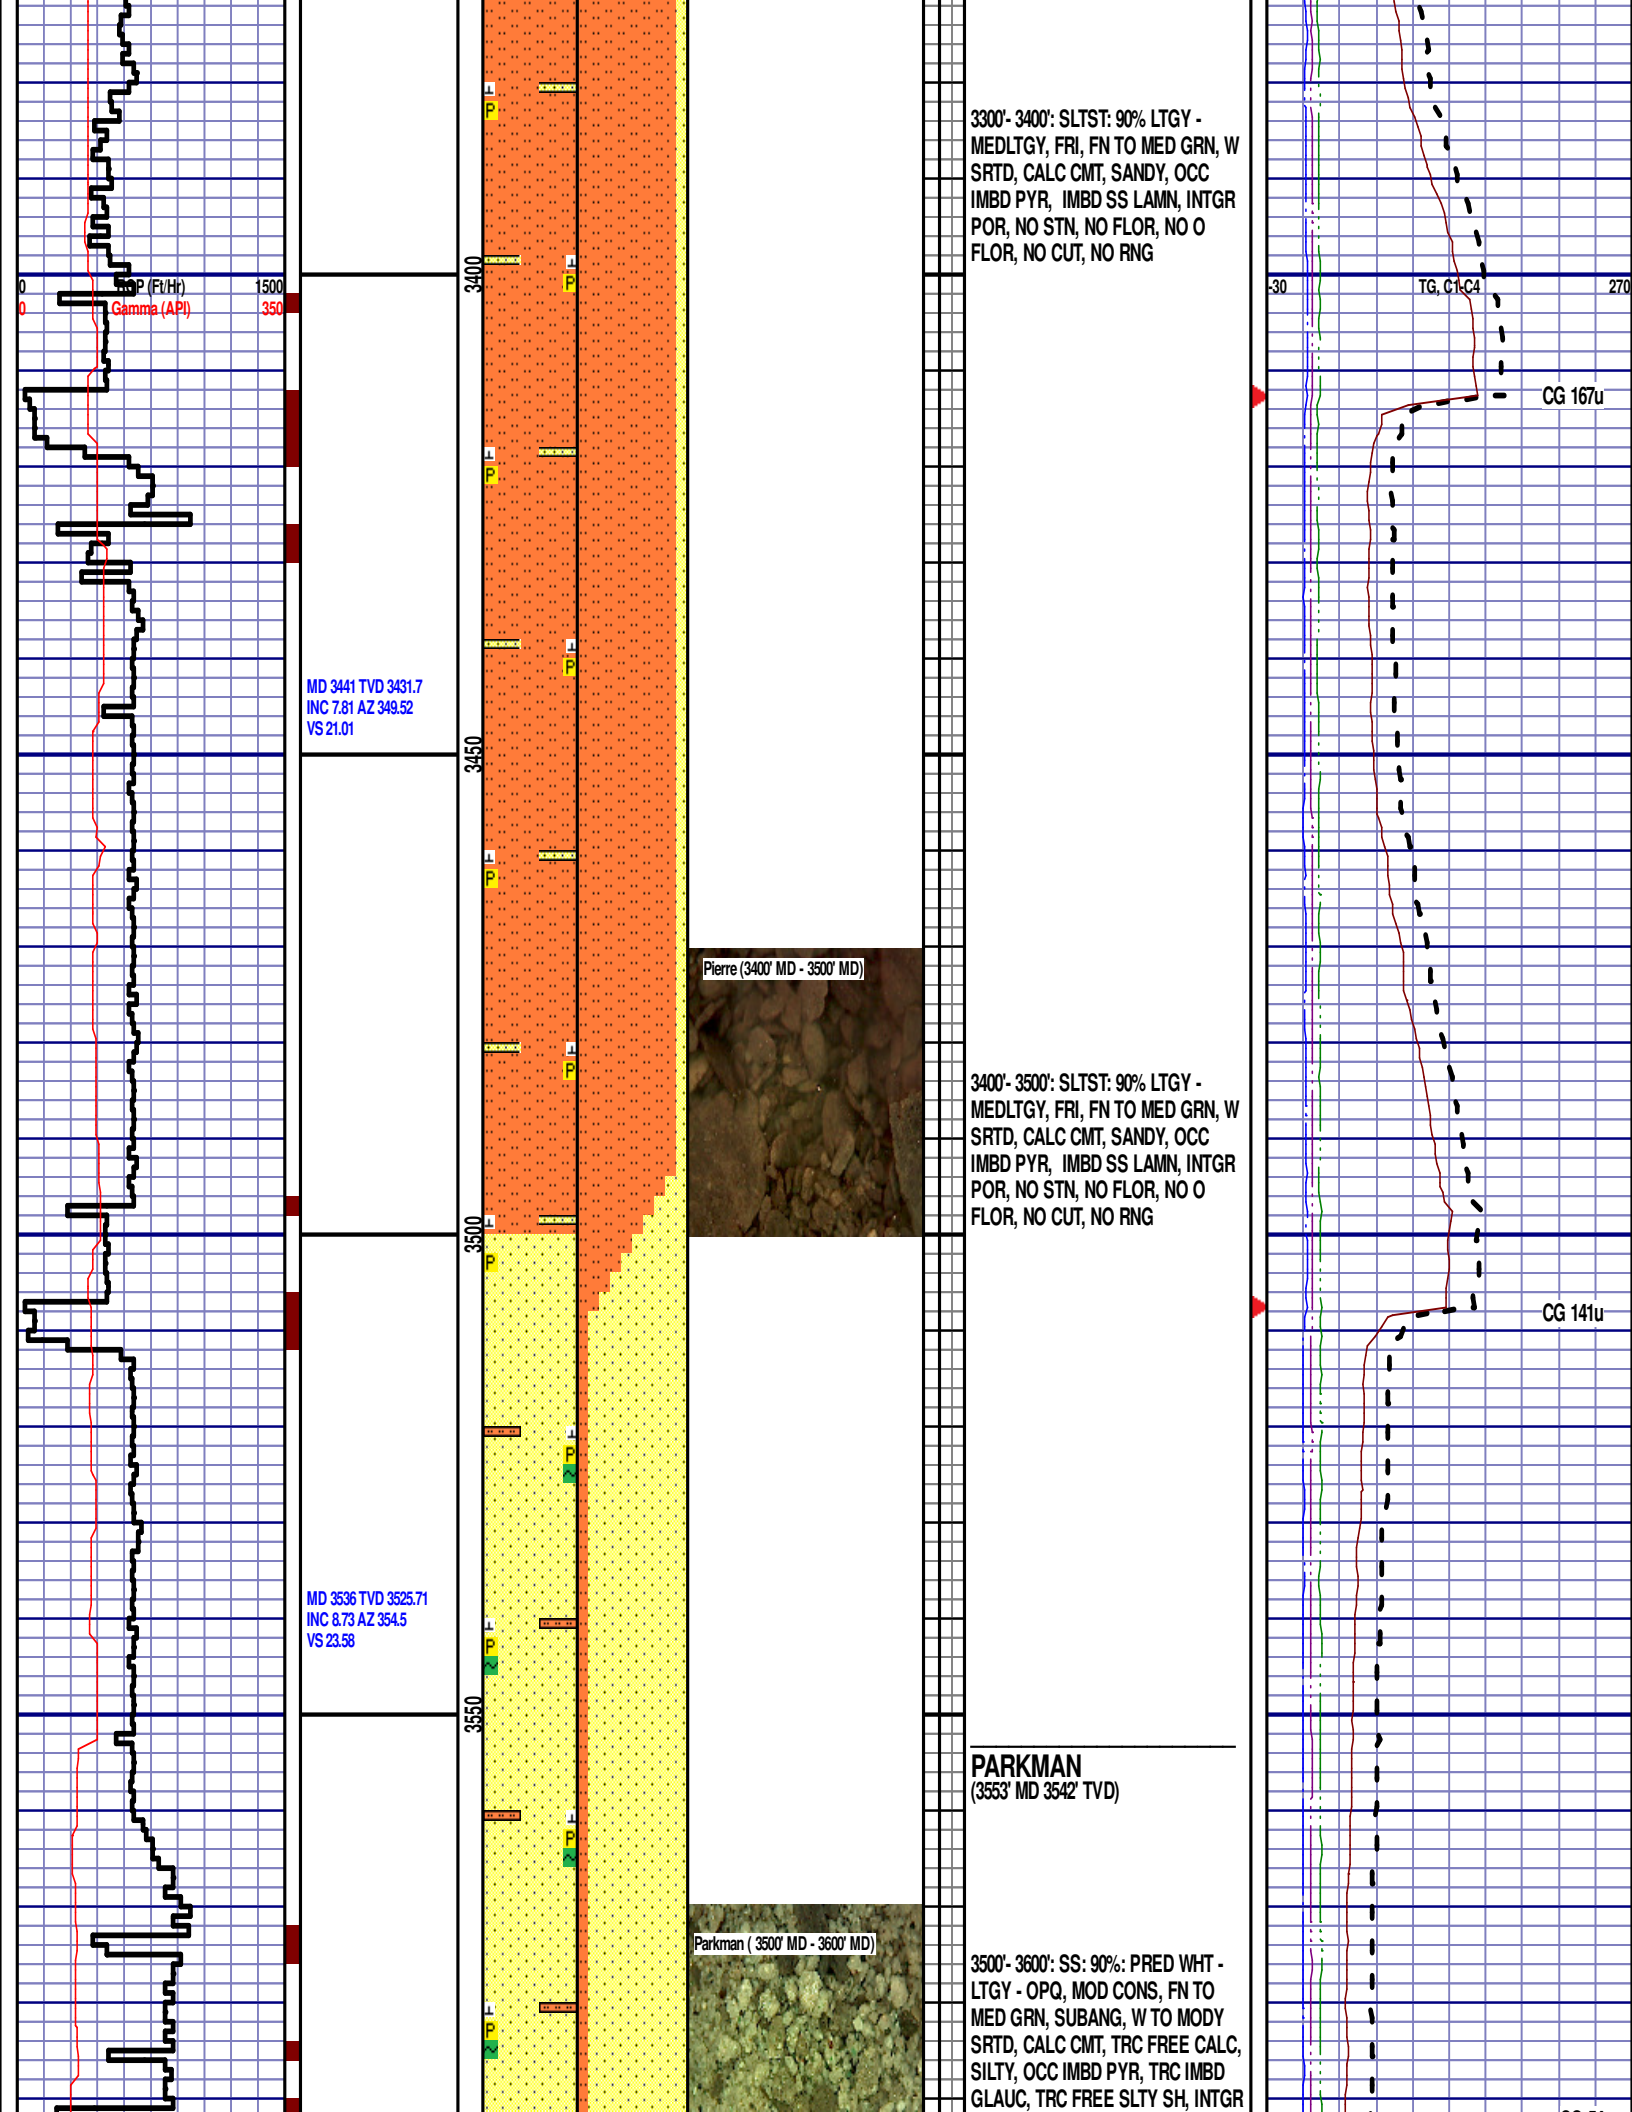 3300'- 3400': SLTST: 90% LTGY -
MEDLTGY, FRI, FN TO MED GRN, W
SRTD, CALC CMT, SANDY, OCC
IMBD PYR, IMBD SS LAMN, INTGR
POR, NO STN, NO FLOR, NO O
FLOR, NO CUT, NO RNG
3400
0 ROP (Ft/Hr) 1500
0 Gamma (API) 350
-30 TG, C1-C4 270
CG 167u
MD 3441 TVD 3431.7
INC 7.81 AZ 349.52
VS 21.01
3450
Pierre (3400' MD - 3500' MD)
3400'- 3500': SLTST: 90% LTGY -
MEDLTGY, FRI, FN TO MED GRN, W
SRTD, CALC CMT, SANDY, OCC
IMBD PYR, IMBD SS LAMN, INTGR
POR, NO STN, NO FLOR, NO O
FLOR, NO CUT, NO RNG
3500
CG 141u
MD 3536 TVD 3525.71
INC 8.73 AZ 354.5
VS 23.58
3550
PARKMAN
(3553' MD 3542' TVD)
Parkman ( 3500' MD - 3600' MD)
3500'- 3600': SS: 90%: PRED WHT -
LTGY - OPQ, MOD CONS, FN TO
MED GRN, SUBANG, W TO MODY
SRTD, CALC CMT, TRC FREE CALC,
SILTY, OCC IMBD PYR, TRC IMBD
GLAUC, TRC FREE SLTY SH, INTGR
P
P
P
P
P
P
P
P
P
P
P